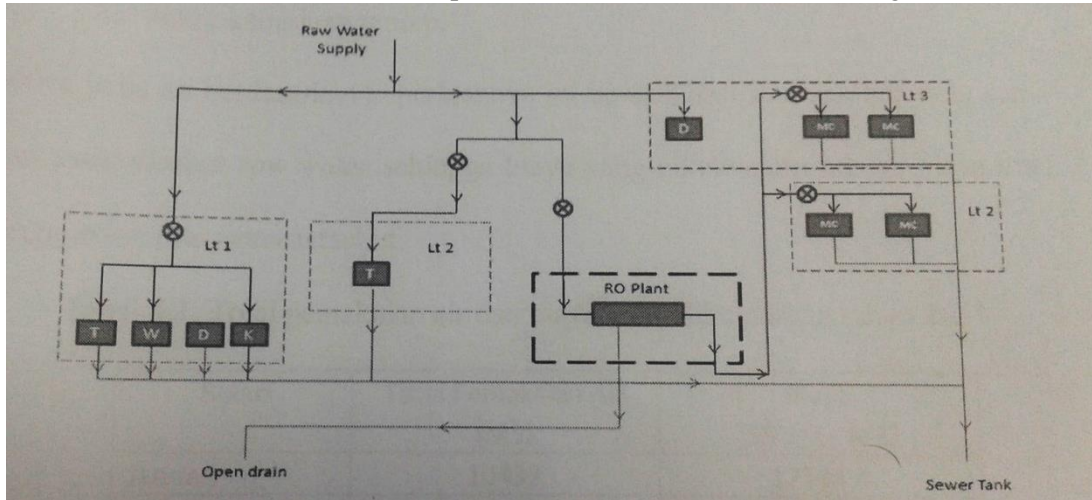 Raw Water
Supply
Lt 3
D
MC
MC
Lt 2
MC
MC
Lt 1
Lt 2
T
RO Plant
T
W
D
K
Open drain
Sewer Tank